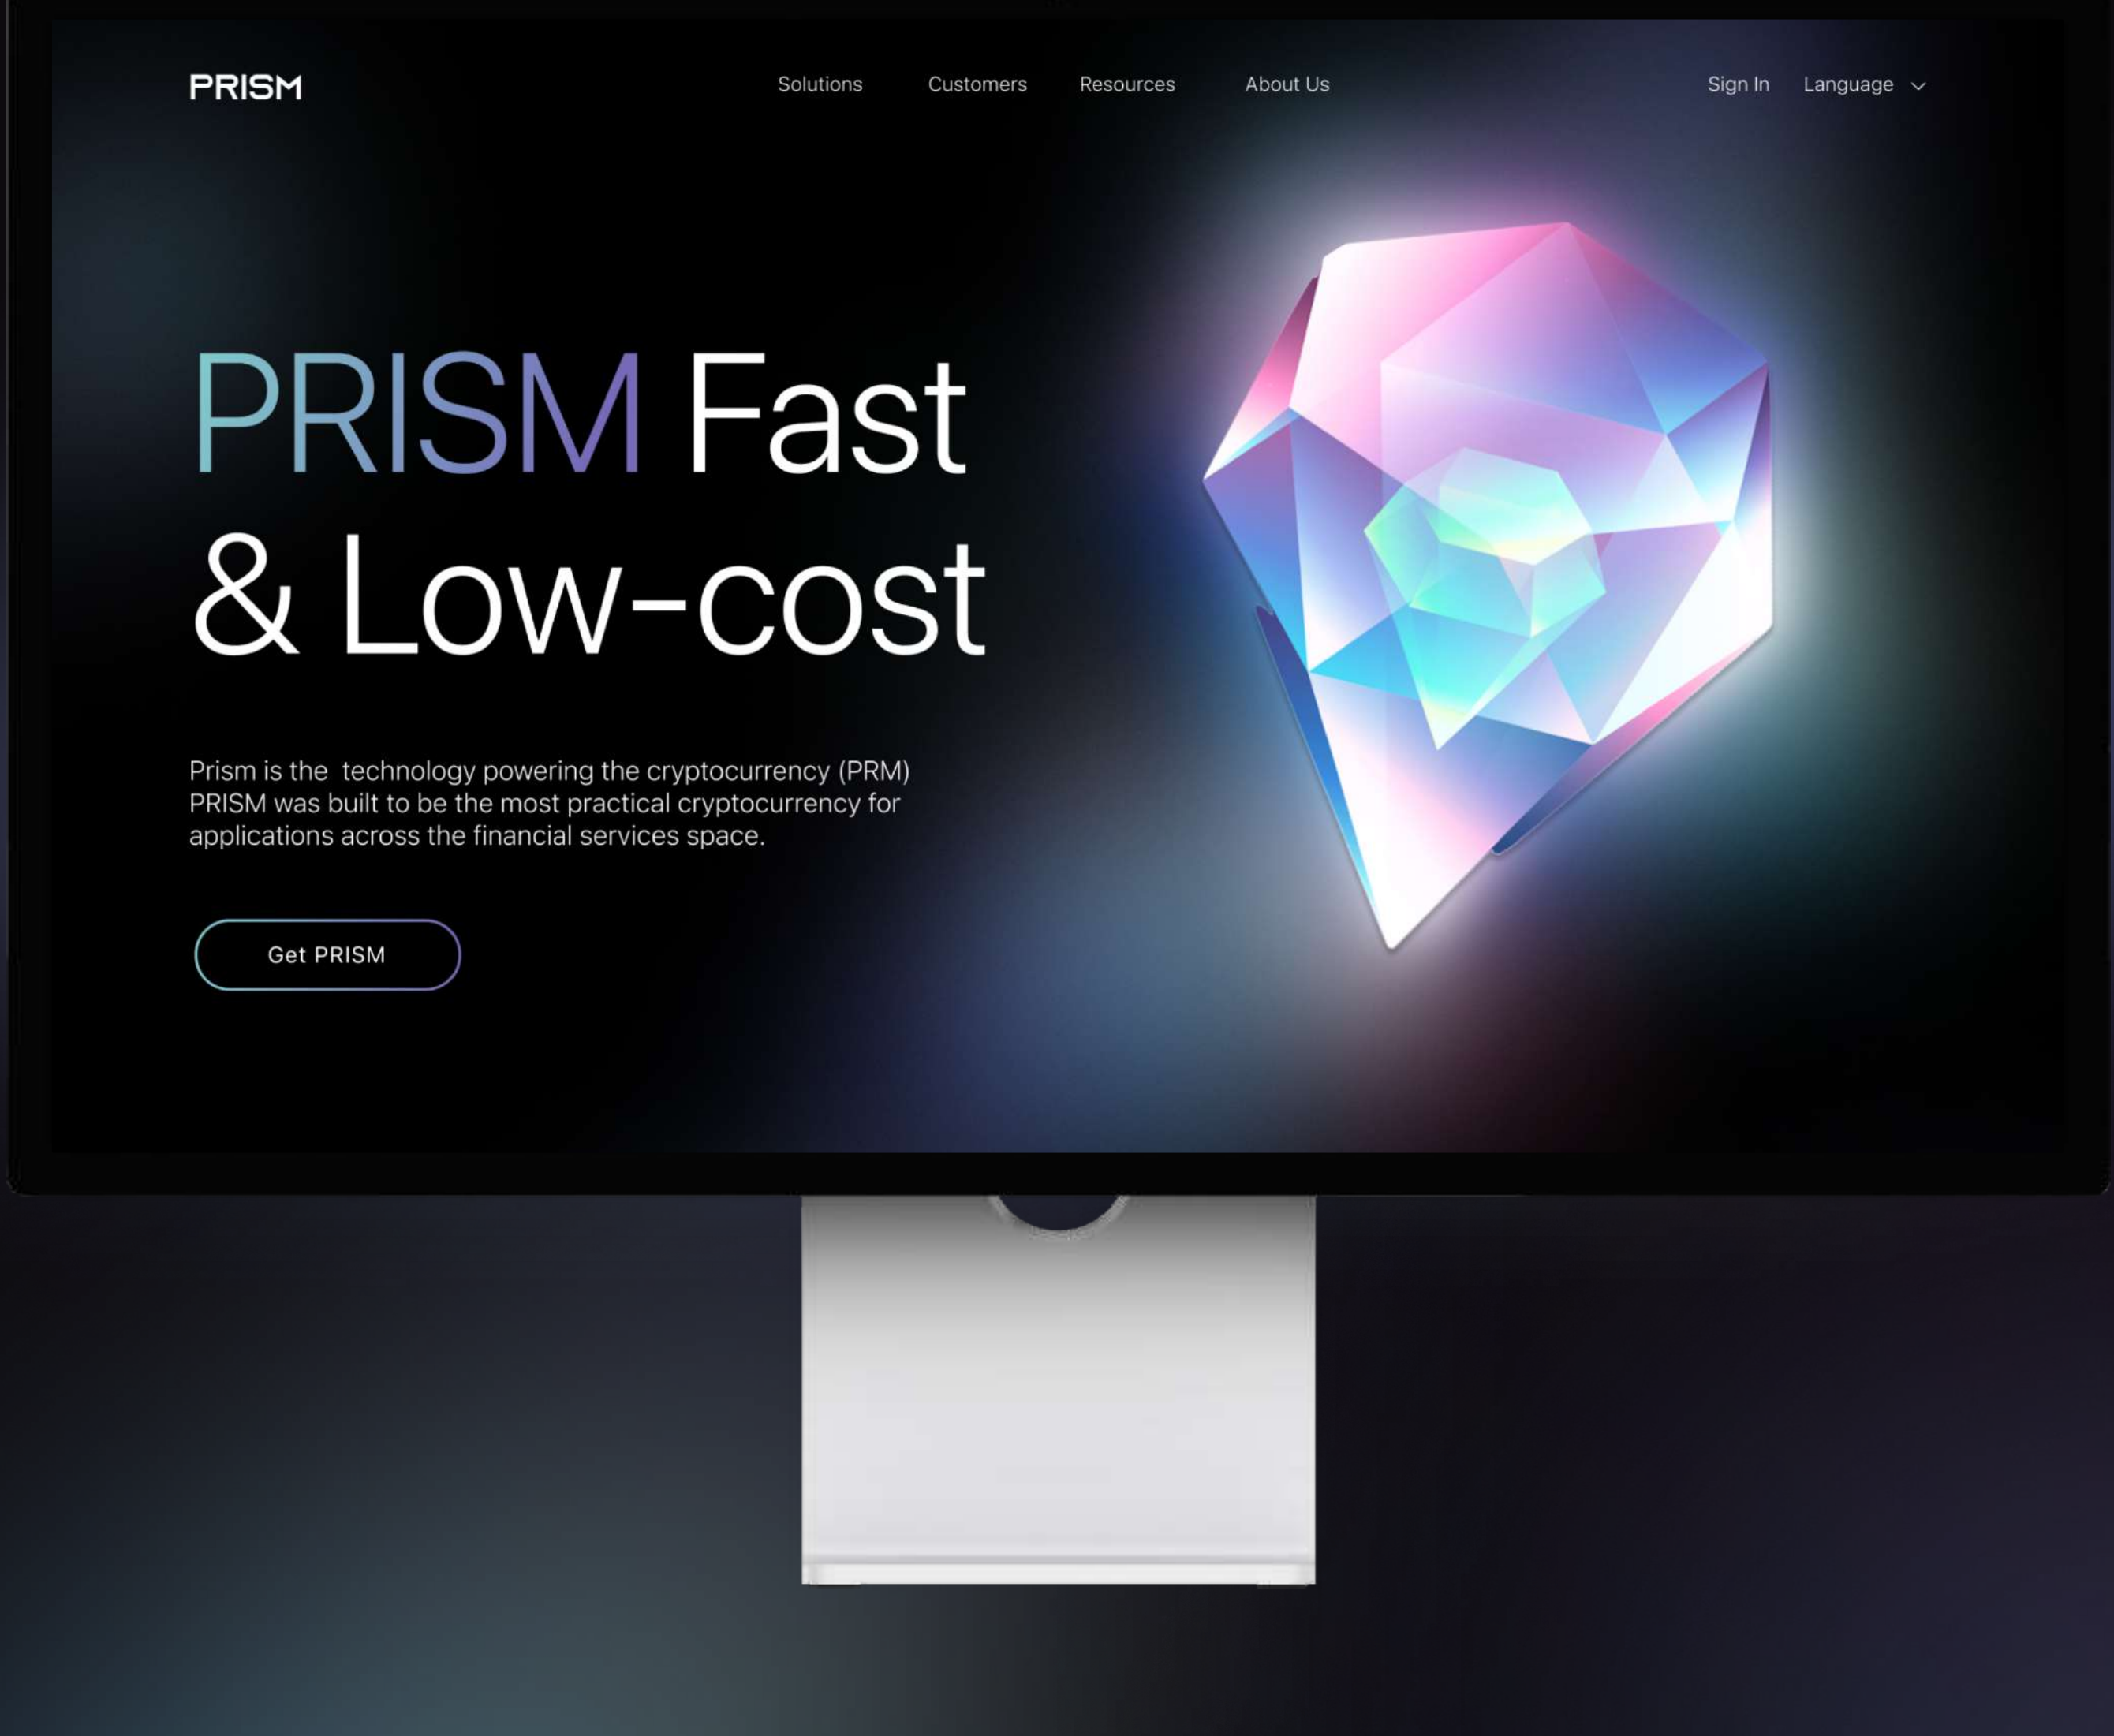 PRISM
Solutions Customers Resources About Us
Sign In Language
PRISM Fast
& Low-cost
Prism is the  technology powering the cryptocurrency (PRM)
PRISM was built to be the most practical cryptocurrency for
applications across the financial services space.
Get PRISM